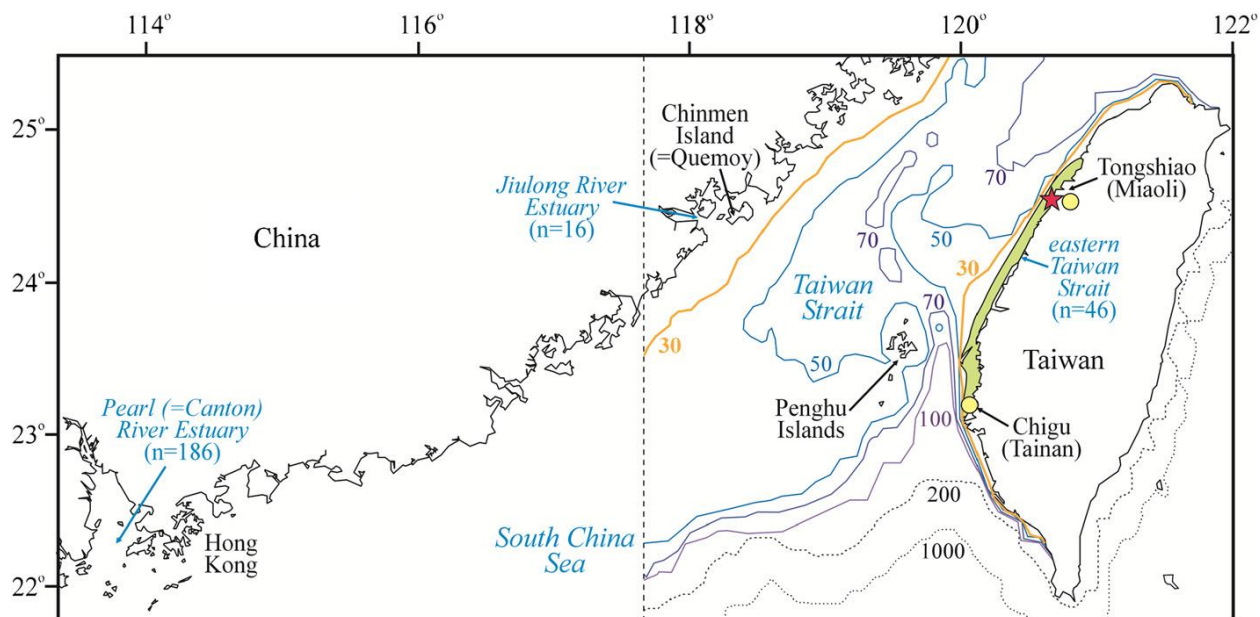 114°
116°
118°
120°
122°
25°
24°
23°
22°
Chinmen
Island
(=Quemoy)
Jiulong River
Estuary
(n=16)
China
70
Tongshiao
(Miaoli)
70
50
eastern
Taiwan
Strait
(n=46)
30
Taiwan
Strait
70
30
50
Taiwan
Penghu
Islands
100
Chigu
(Tainan)
Pearl (=Canton)
River Estuary
(n=186)
200
Hong
Kong
South China
Sea
1000